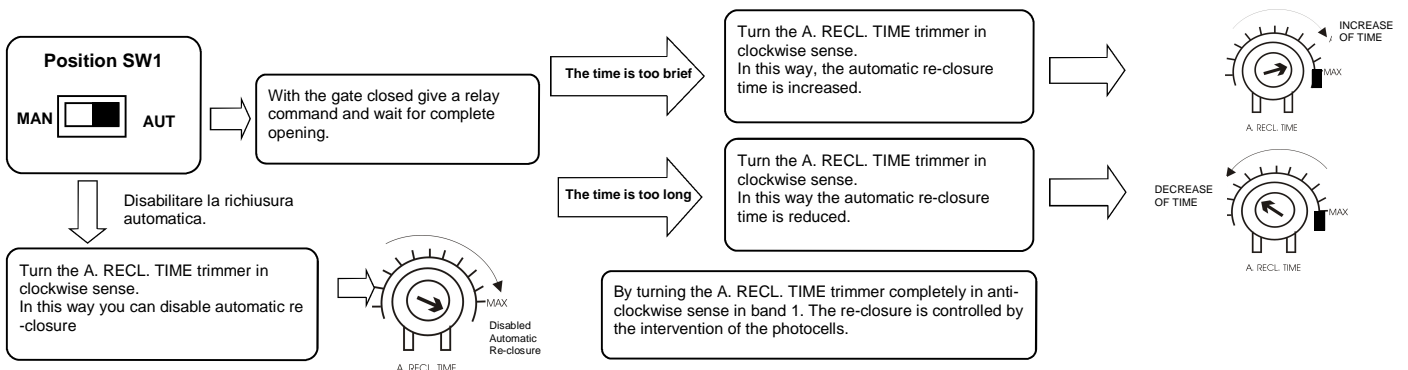 Position SW1
MAN
AUT
With the gate closed give a relay
command and wait for complete
opening.
The time is too brief
Turn the A. RECL. TIME trimmer in
clockwise sense.
In this way, the automatic re-closure
time is increased.
INCREASE
OF TIME
MAX
A. RECL. TIME
The time is too long
Turn the A. RECL. TIME trimmer in
clockwise sense.
In this way the automatic re-closure
time is reduced.
DECREASE
OF TIME
MAX
A. RECL. TIME
Disabilitare la richiusura
automatica.
Turn the A. RECL. TIME trimmer in
clockwise sense.
In this way you can disable automatic re
-closure
MAX
Disabled
Automatic
Re-closure
A. RECL. TIME
By turning the A. RECL. TIME trimmer completely in anti-
clockwise sense in band 1. The re-closure is controlled by
the intervention of the photocells.